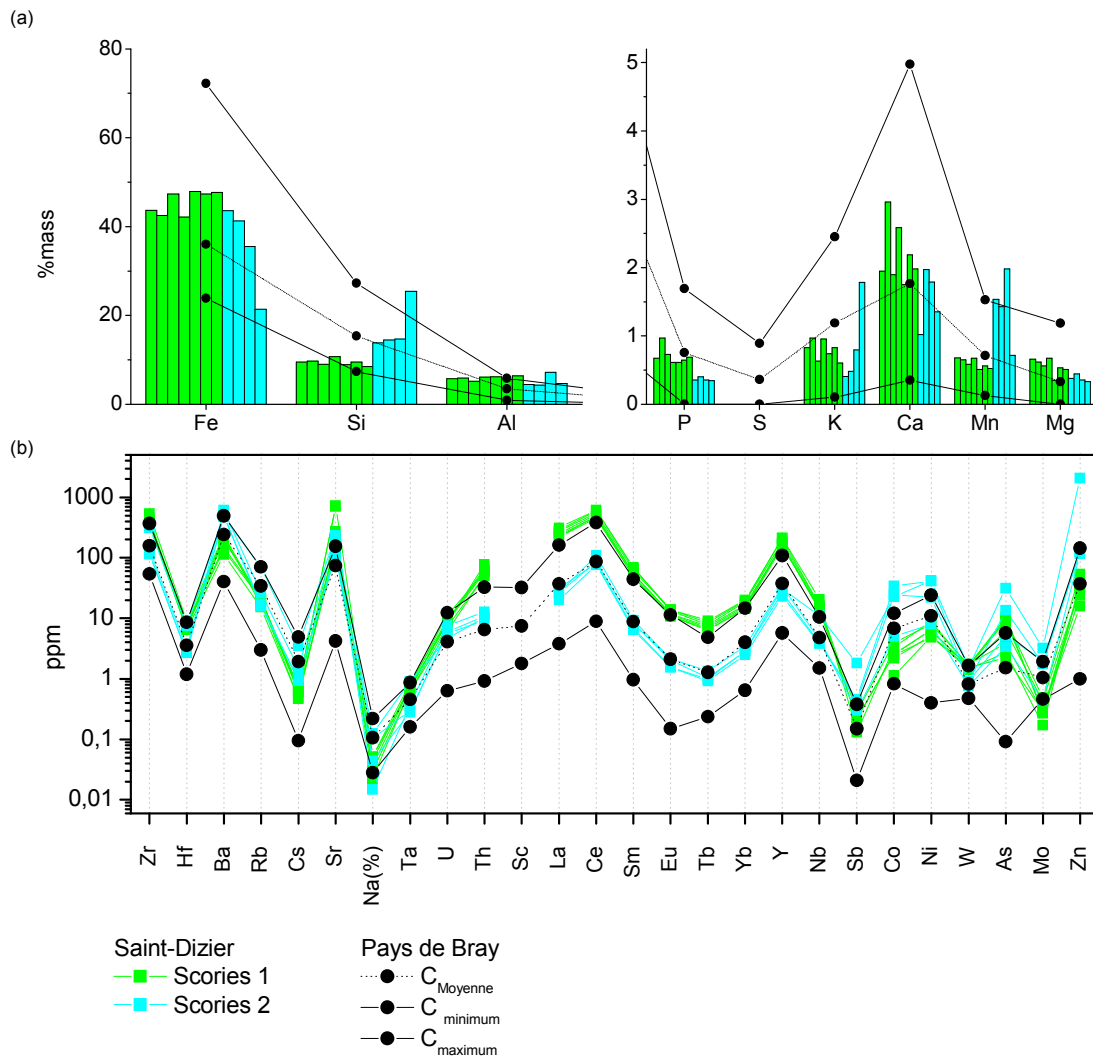 (a)
80
60
40
20
0
%mass
Fe Si Al
5
4
3
2
1
0
P S K Ca Mn Mg
(b)
1000
100
10
1
0,1
0,01
ppm
Zr Hf Ba Rb Cs Sr Na(%) Ta U Th Sc La Ce Sm Eu Tb Yb Y Nb Sb Co Ni W As Mo Zn
Saint-Dizier
Scories 1
Scories 2
Pays de Bray
C Moyenne
C minimum
C maximum